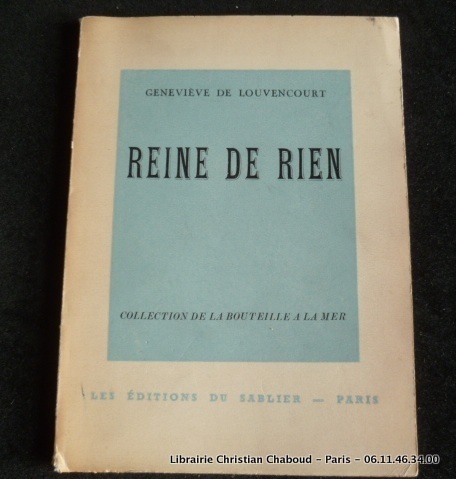 GENEVIÈVE DE LOUVENCOURT
REINE DE RIEN
COLLECTION DE LA BOUTEILLE A LA MER
LES ÉDITIONS DU SABLIER — PARIS
Librairie Christian Chaboud - Paris - 06.11.46.34.00